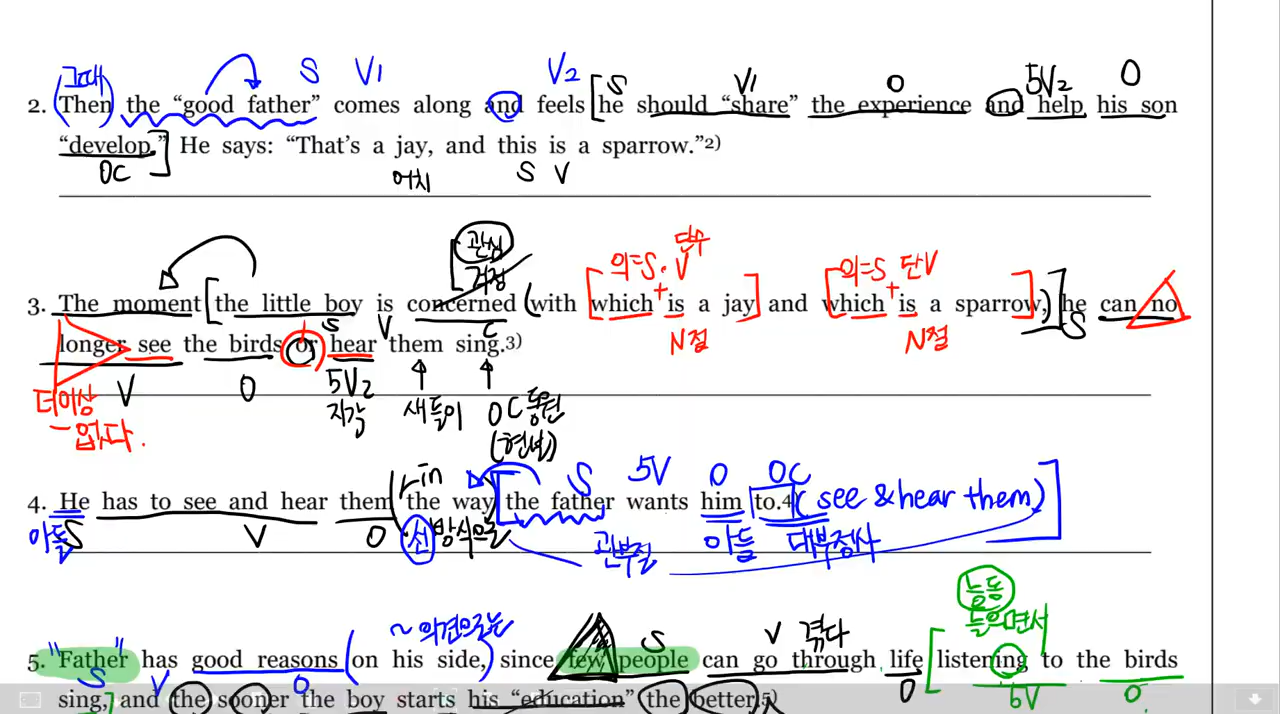 (그때) S V1 V2 S V1 O 5V2 O
2. Then the “good father” comes along and feels [he should “share” the experience and help his son
“develop.”] He says: “That’s a jay, and this is a sparrow.”2)
OC 어치 S V
관심
걱정
의=S·V 단수 의=S 단V
3. The moment [the little boy is concerned (with [which + is a jay] and [which + is a sparrow,)] he can no
S V C N절 N절 S
longer see the birds or hear them sing.3)
V O 5V2 새들이 OC 동원
더이상 지각 (현분)
없다.
in S 5V O OC
4. He has to see and hear them the way [the father wants him to.4) (see & hear them)]
아들 S V O 방식으로 관부절 아들 대부정사
능동
~ 의견으로는 S V 겪다 들으면서
5. “Father” has good reasons (on his side,) since few people can go through life [listening to the birds
S V O O 5V O
sing, and the sooner the boy starts his “education” the better.5)